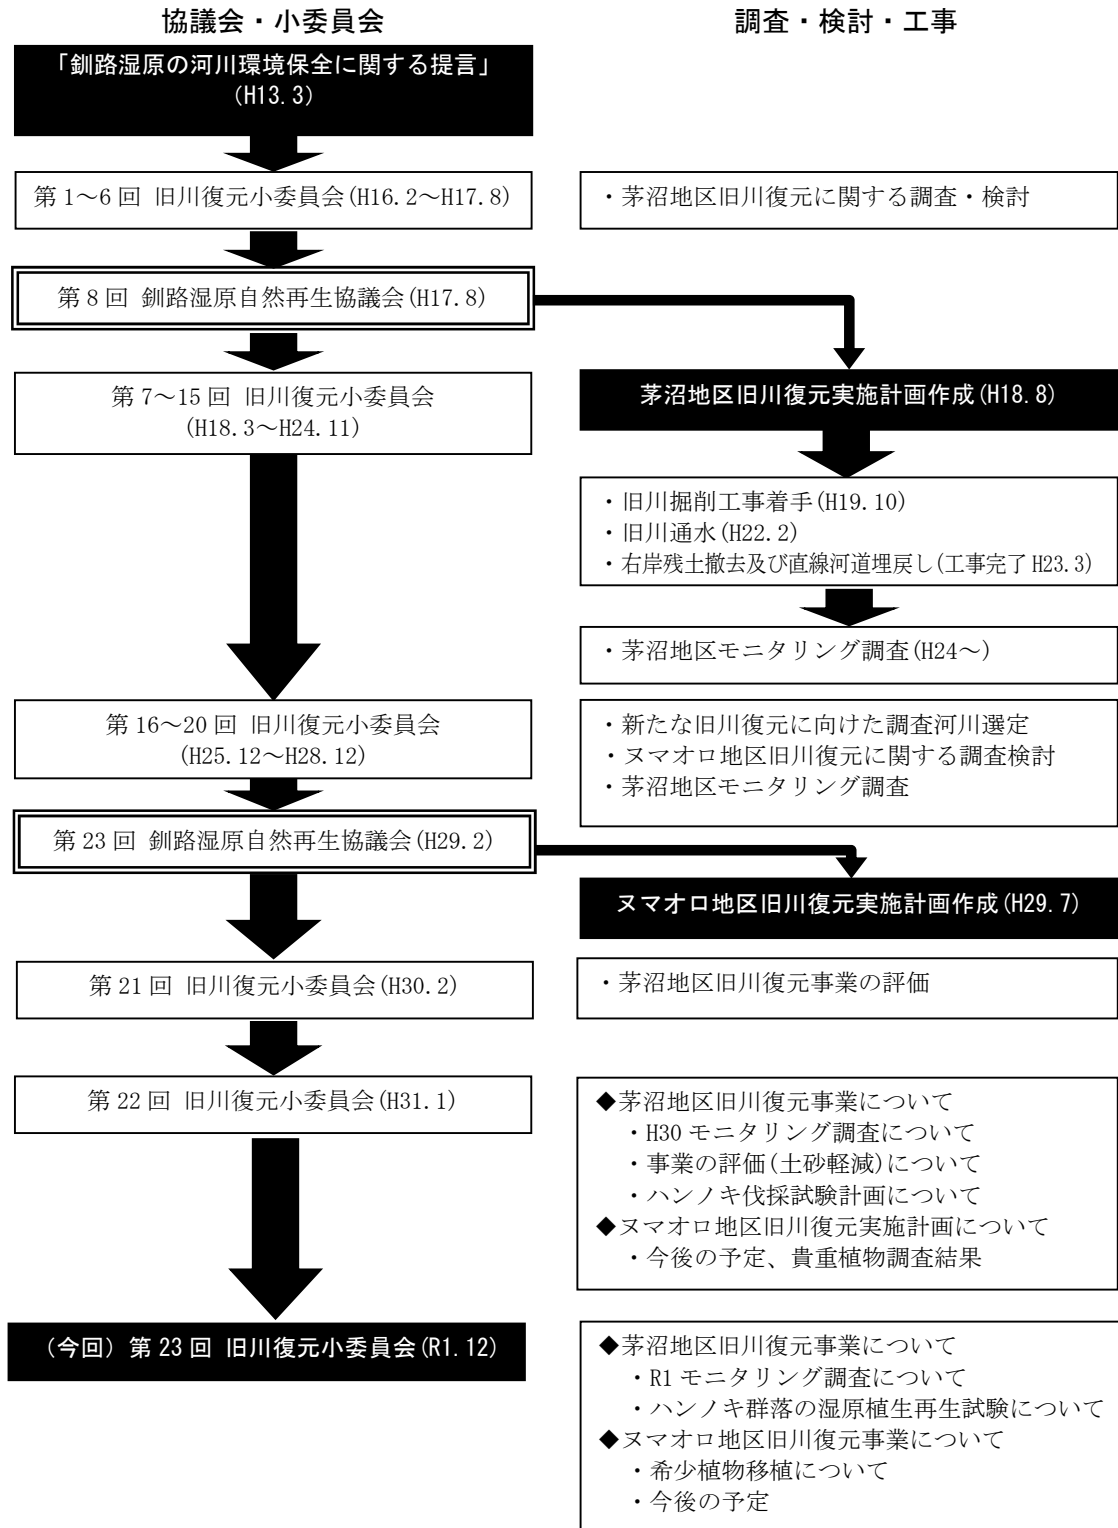 協議会・小委員会
調査・検討・工事
「釧路湿原の河川環境保全に関する提言」
(H13.3)
第1～6回 旧川復元小委員会(H16.2～H17.8)
・茅沼地区旧川復元に関する調査・検討
第8回 釧路湿原自然再生協議会(H17.8)
第7～15回 旧川復元小委員会
(H18.3～H24.11)
茅沼地区旧川復元実施計画作成(H18.8)
・旧川掘削工事着手(H19.10)
・旧川通水(H22.2)
・右岸残土撤去及び直線河道埋戻し(工事完了H23.3)
・茅沼地区モニタリング調査(H24～)
第16～20回 旧川復元小委員会
(H25.12～H28.12)
・新たな旧川復元に向けた調査河川選定
・ヌマオロ地区旧川復元に関する調査検討
・茅沼地区モニタリング調査
第23回 釧路湿原自然再生協議会(H29.2)
ヌマオロ地区旧川復元実施計画作成(H29.7)
第21回 旧川復元小委員会(H30.2)
・茅沼地区旧川復元事業の評価
第22回 旧川復元小委員会(H31.1)
◆茅沼地区旧川復元事業について
・H30モニタリング調査について
・事業の評価(土砂軽減)について
・ハンノキ伐採試験計画について
◆ヌマオロ地区旧川復元実施計画について
・今後の予定、貴重植物調査結果
（今回）第23回 旧川復元小委員会(R1.12)
◆茅沼地区旧川復元事業について
・R1モニタリング調査について
・ハンノキ群落の湿原植生再生試験について
◆ヌマオロ地区旧川復元事業について
・希少植物移植について
・今後の予定